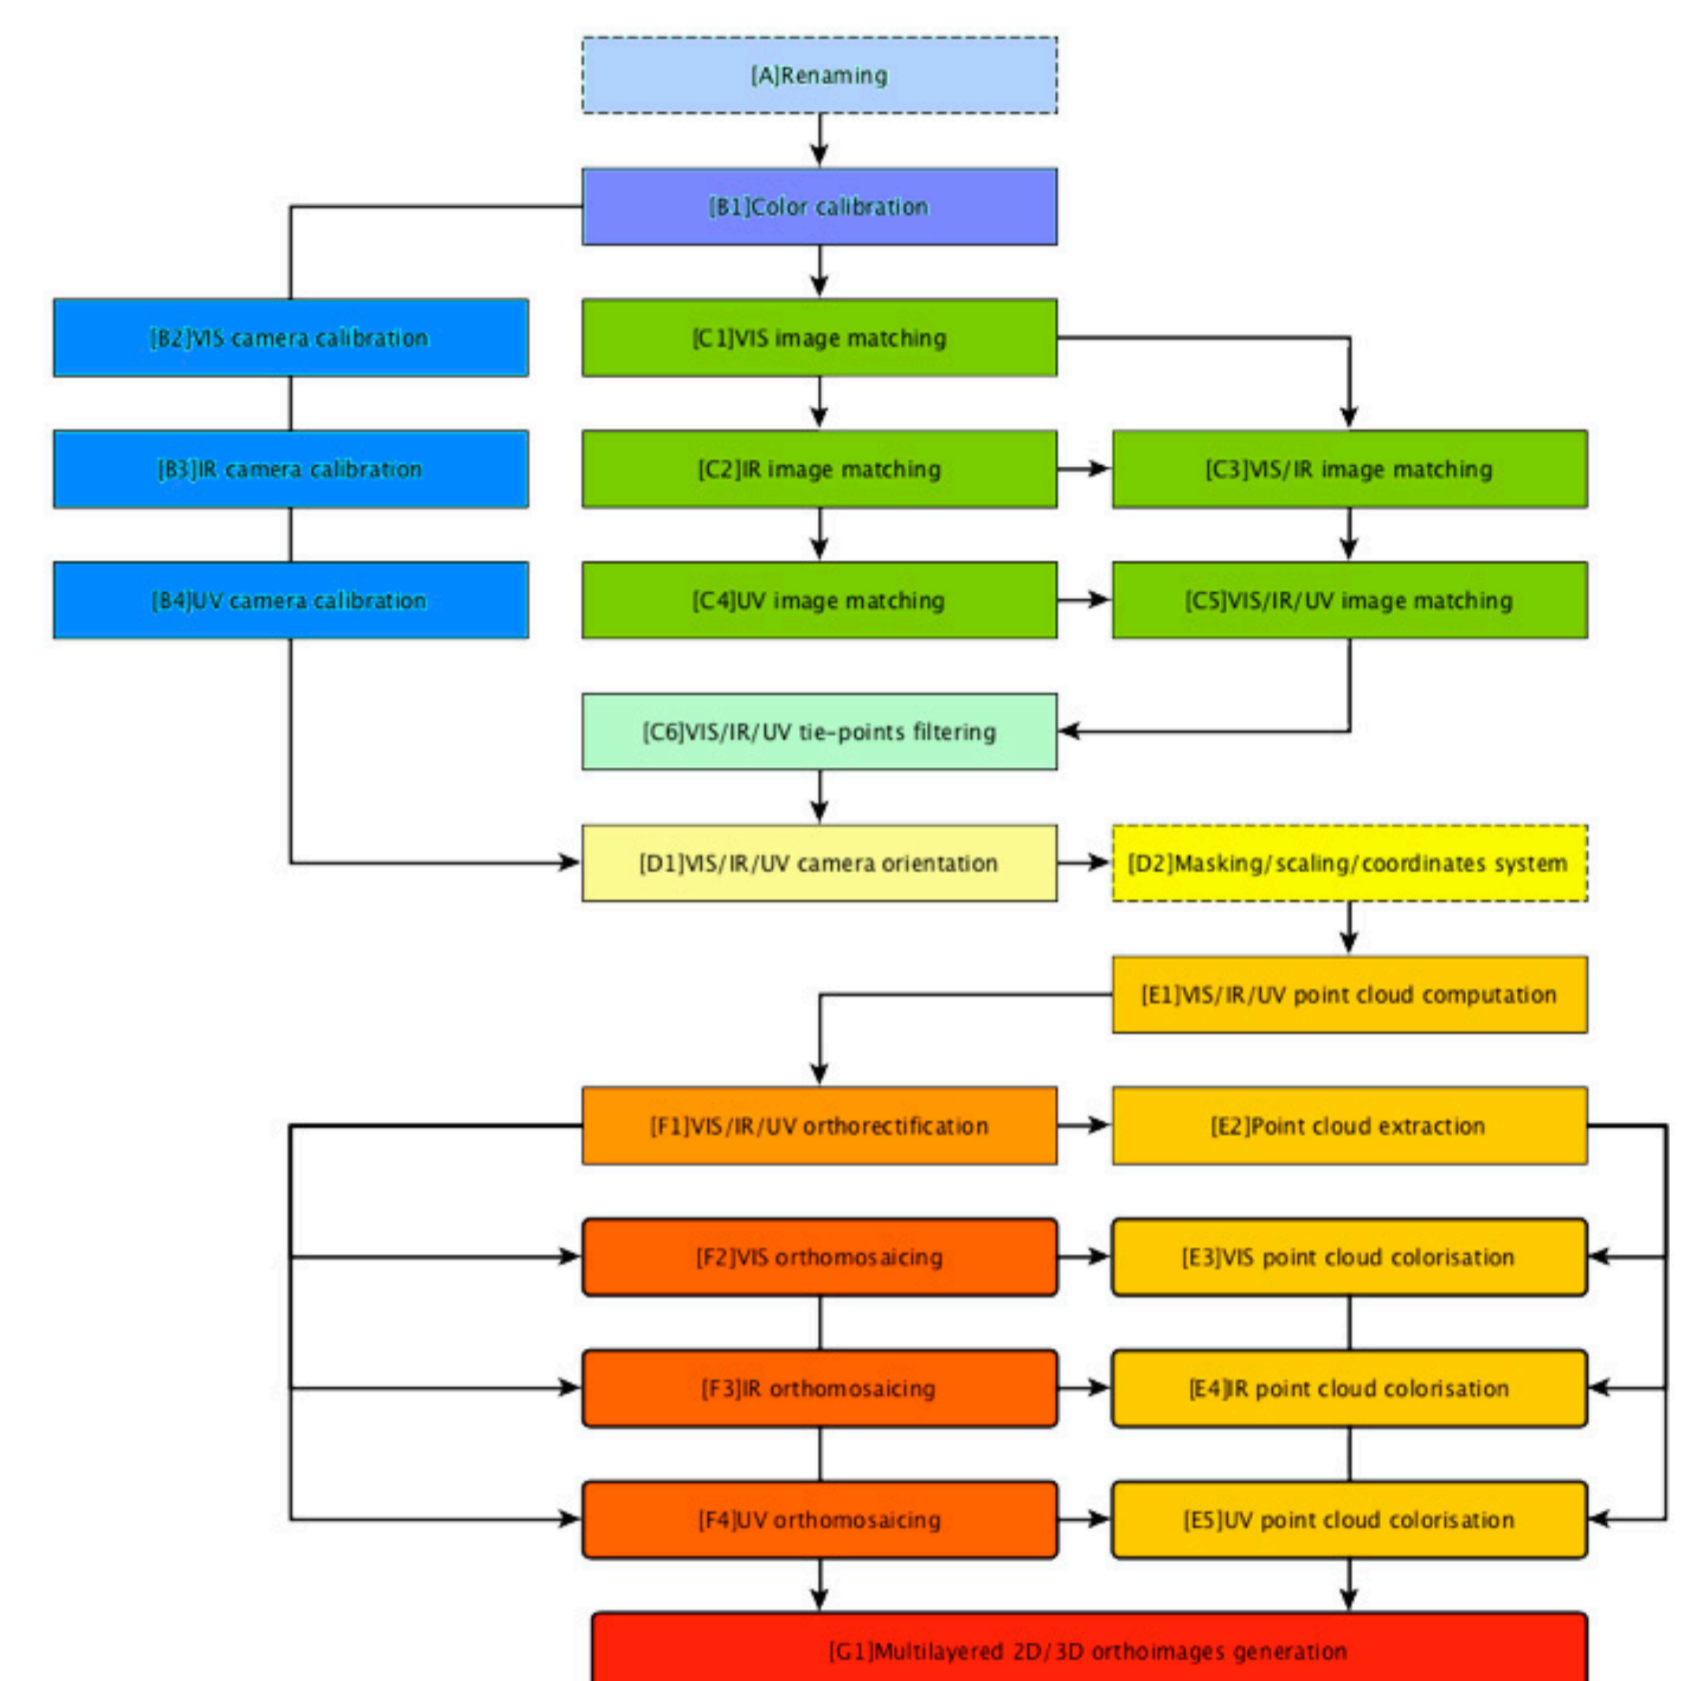 [A]Renaming
[B1]Color calibration
[B2]VIS camera calibration
[C1]VIS image matching
[B3]IR camera calibration
[C2]IR image matching
[C3]VIS/IR image matching
[B4]UV camera calibration
[C4]UV image matching
[C5]VIS/IR/UV image matching
[C6]VIS/IR/UV tie-points filtering
[D1]VIS/IR/UV camera orientation
[D2]Masking/scaling/coordinates system
[E1]VIS/IR/UV point cloud computation
[F1]VIS/IR/UV orthorectification
[E2]Point cloud extraction
[F2]VIS orthomosaicing
[E3]VIS point cloud colorisation
[F3]IR orthomosaicing
[E4]IR point cloud colorisation
[F4]UV orthomosaicing
[E5]UV point cloud colorisation
[G1]Multilayered 2D/3D orthoimages generation